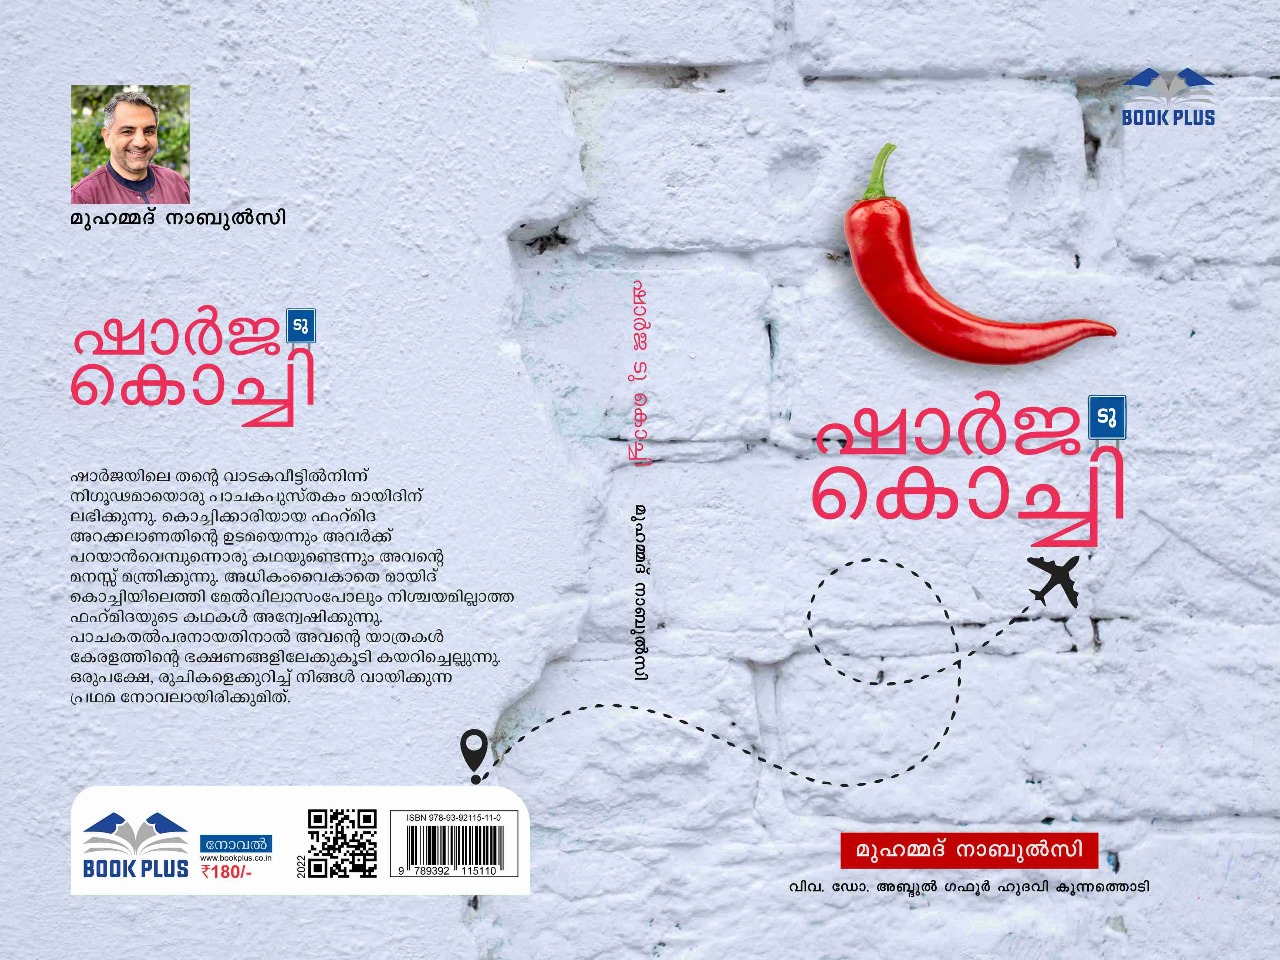 മുഹമ്മദ് നാബുൽസി
ഷാർജ ടു
കൊച്ചി
ഷാർജയിലെ തന്റെ വാടകവീട്ടിൽനിന്ന്
നിഗൂഢമായൊരു പാചകപുസ്തകം മായിദിന്
ലഭിക്കുന്നു. കൊച്ചിക്കാരിയായ ഫഹ്മിദ
അറക്കലാണതിന്റെ ഉടമയെന്നും അവർക്ക്
പറയാൻവെമ്പുന്നൊരു കഥയുണ്ടെന്നും അവന്റെ
മനസ്സ് മന്ത്രിക്കുന്നു. അധികംവൈകാതെ മായിദ്
കൊച്ചിയിലെത്തി മേൽവിലാസംപോലും നിശ്ചയമില്ലാത്ത
ഫഹ്മിദയുടെ കഥകൾ അന്വേഷിക്കുന്നു.
പാചകതൽപരനായതിനാൽ അവന്റെ യാത്രകൾ
കേരളത്തിന്റെ ഭക്ഷണങ്ങളിലേക്കുകൂടി കയറിച്ചെല്ലുന്നു.
ഒരുപക്ഷേ, രുചികളെക്കുറിച്ച് നിങ്ങൾ വായിക്കുന്ന
പ്രഥമ നോവലായിരിക്കുമിത്.
BOOK PLUS
നോവൽ
www.bookplus.co.in
₹180/-
2022
ISBN 978-93-92115-11-0
9 789392 115110
ഷാർജ ടു കൊച്ചി
മുഹമ്മദ് നാബുൽസി
BOOK PLUS
ഷാർജ ടു
കൊച്ചി
മുഹമ്മദ് നാബുൽസി
വിവ. ഡോ. അബ്ദുൽ ഗഫൂർ ഹുദവി കുന്നത്തൊടി